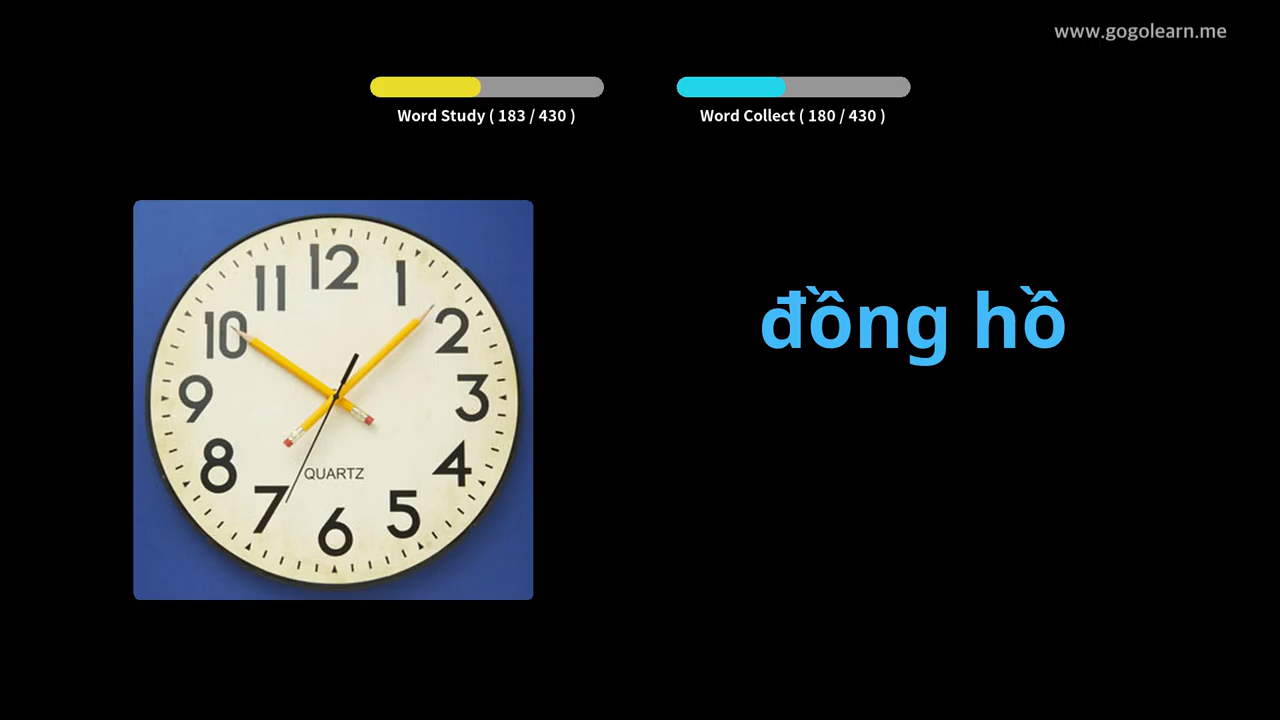 www.gogolearn.me
Word Study ( 183 / 430 )
Word Collect ( 180 / 430 )
12
11
1
10
2
9
3
8
4
7
5
6
QUARTZ
đồng hồ